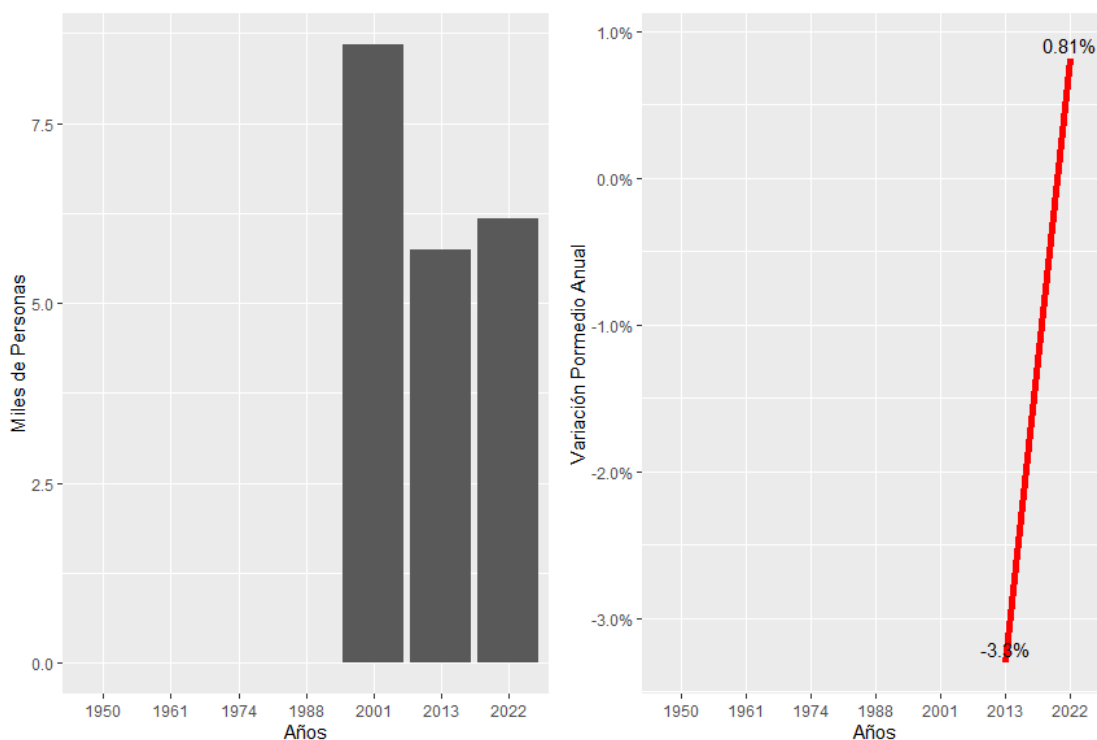 7.5
5.0
2.5
0.0
Miles de Personas
1950 1961 1974 1988 2001 2013 2022
Años
1.0%
0.0%
-1.0%
-2.0%
-3.0%
Variación Pormedio Anual
0.81%
-3.3%
1950 1961 1974 1988 2001 2013 2022
Años